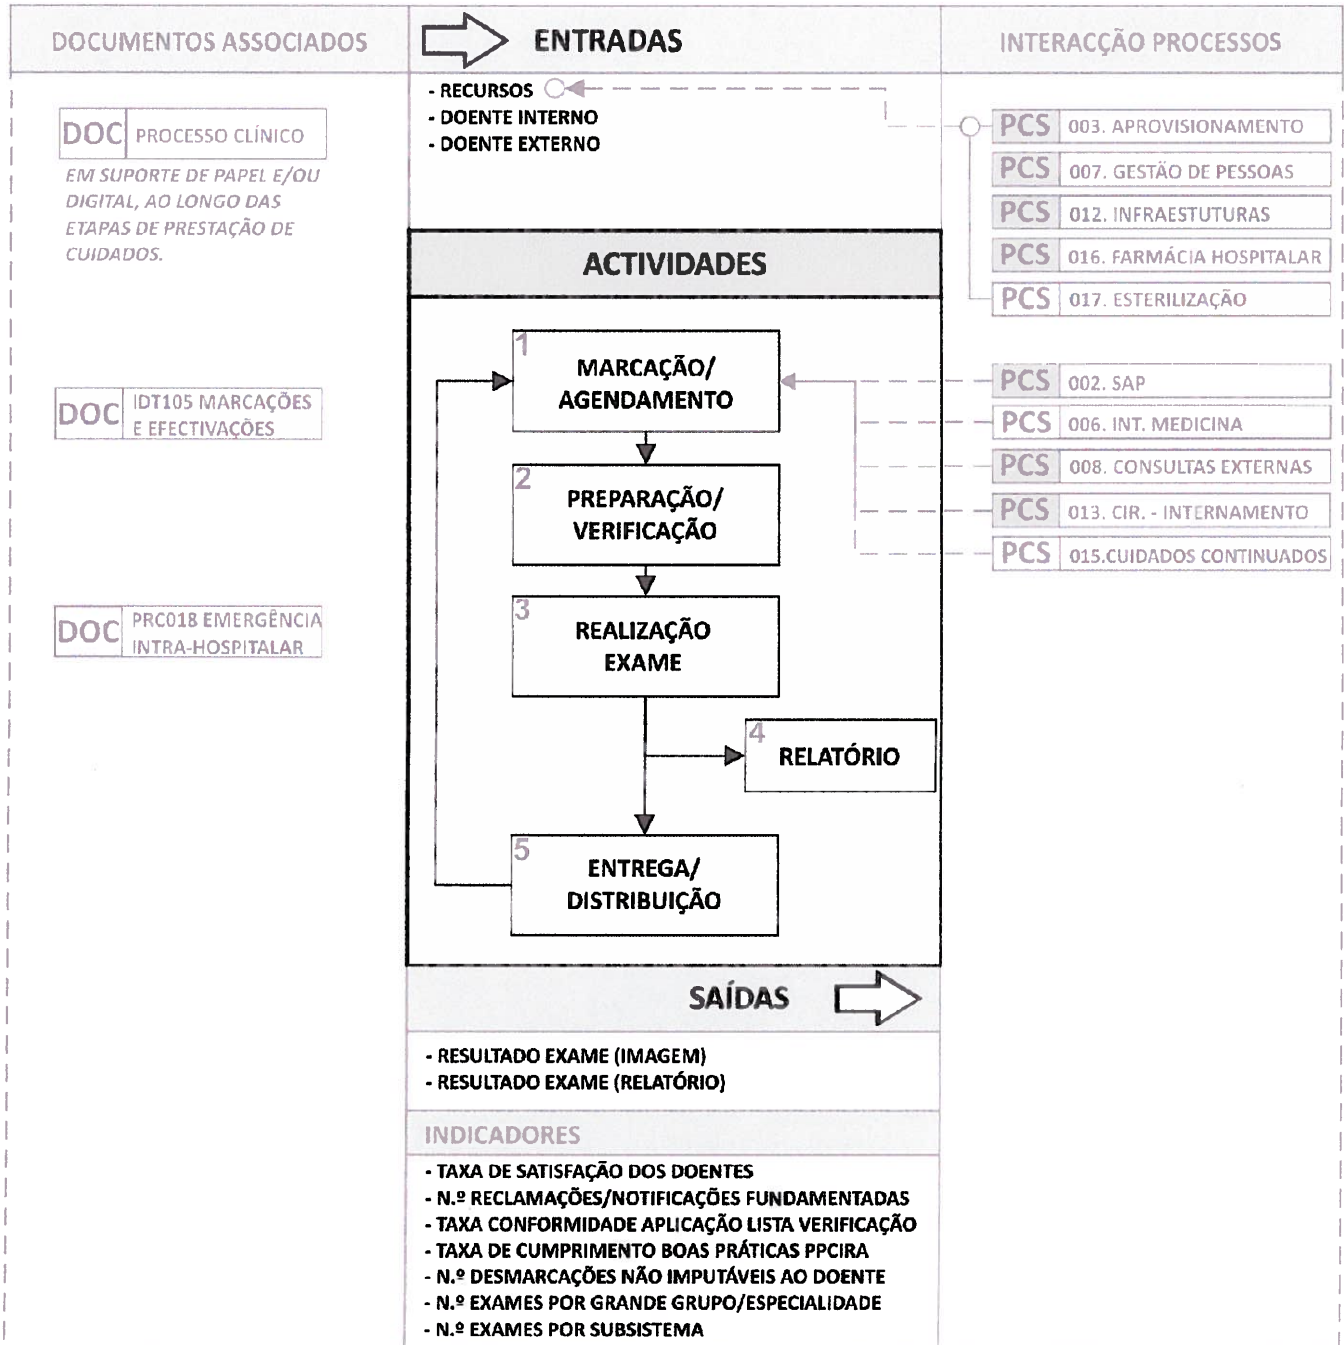 DOCUMENTOS ASSOCIADOS
ENTRADAS
INTERACÇÃO PROCESSOS
- RECURSOS
- DOENTE INTERNO
- DOENTE EXTERNO
DOC PROCESSO CLÍNICO
EM SUPORTE DE PAPEL E/OU
DIGITAL, AO LONGO DAS
ETAPAS DE PRESTAÇÃO DE
CUIDADOS.
PCS 003. APROVISIONAMENTO
PCS 007. GESTÃO DE PESSOAS
PCS 012. INFRAESTUTURAS
PCS 016. FARMÁCIA HOSPITALAR
PCS 017. ESTERILIZAÇÃO
ACTIVIDADES
1
MARCAÇÃO/
AGENDAMENTO
DOC IDT105 MARCAÇÕES
E EFECTIVAÇÕES
PCS 002. SAP
PCS 006. INT. MEDICINA
PCS 008. CONSULTAS EXTERNAS
PCS 013. CIR. - INTERNAMENTO
PCS 015.CUIDADOS CONTINUADOS
2
PREPARAÇÃO/
VERIFICAÇÃO
DOC PRC018 EMERGÊNCIA
INTRA-HOSPITALAR
3
REALIZAÇÃO
EXAME
4
RELATÓRIO
5
ENTREGA/
DISTRIBUIÇÃO
SAÍDAS
- RESULTADO EXAME (IMAGEM)
- RESULTADO EXAME (RELATÓRIO)
INDICADORES
- TAXA DE SATISFAÇÃO DOS DOENTES
- N.º RECLAMAÇÕES/NOTIFICAÇÕES FUNDAMENTADAS
- TAXA CONFORMIDADE APLICAÇÃO LISTA VERIFICAÇÃO
- TAXA DE CUMPRIMENTO BOAS PRÁTICAS PPCIRA
- N.º DESMARCAÇÕES NÃO IMPUTÁVEIS AO DOENTE
- N.º EXAMES POR GRANDE GRUPO/ESPECIALIDADE
- N.º EXAMES POR SUBSISTEMA